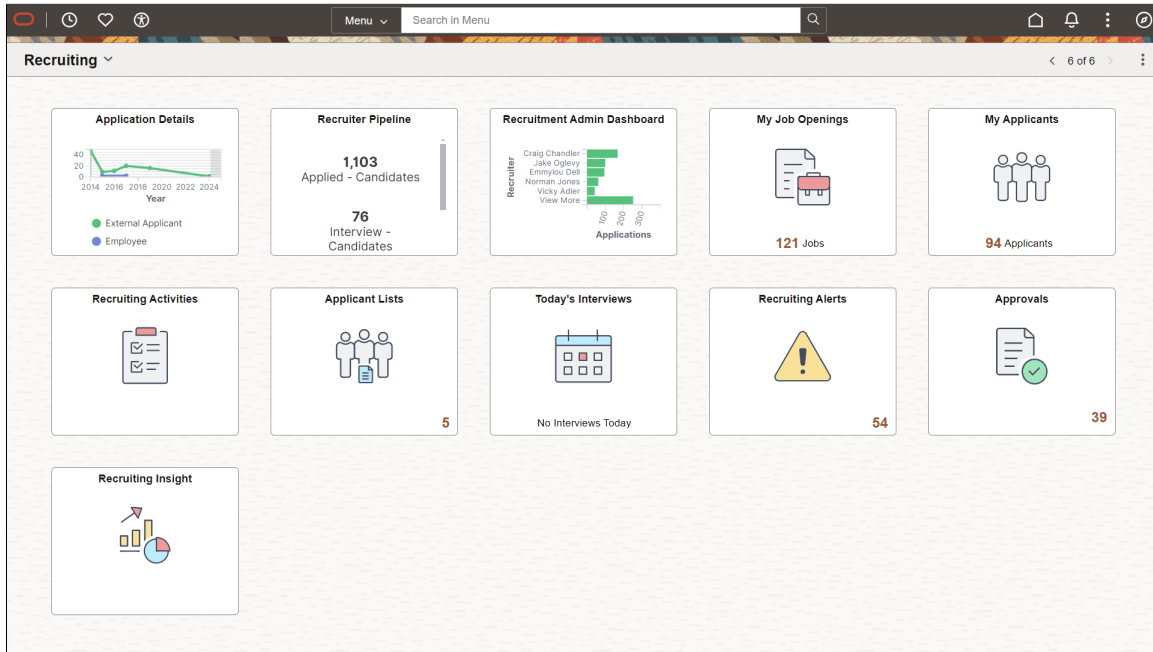 Menu
Search in Menu
Recruiting
6 of 6
Application Details
40
20
0
2014 2016 2018 2020 2022 2024
Year
External Applicant
Employee
Recruiter Pipeline
1,103
Applied - Candidates
76
Interview -
Candidates
Recruitment Admin Dashboard
Recruiter
Craig Chandler
Jake Oglevy
Emmylou Dell
Norman Jones
Vicky Adler
View More
100 200 300
Applications
My Job Openings
121 Jobs
My Applicants
94 Applicants
Recruiting Activities
Applicant Lists
5
Today's Interviews
No Interviews Today
Recruiting Alerts
54
Approvals
39
Recruiting Insight